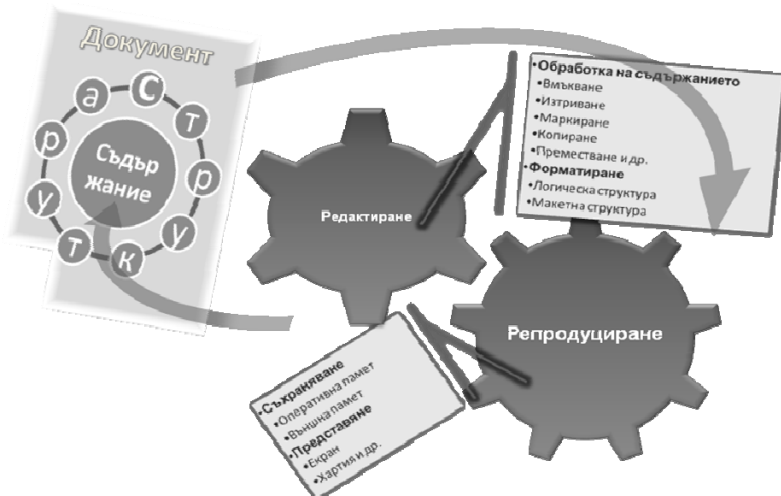 Документ
Структура
Съдър
жание
Редактиране
•Обработка на съдържанието
•Вмъкване
•Изтриване
•Маркиране
•Копиране
•Преместване и др.
•Форматиране
•Логическа структура
•Макетна структура
Репродуциране
•Съхраняване
•Оперативна памет
•Външна памет
•Представяне
•Екран
•Хартия и др.